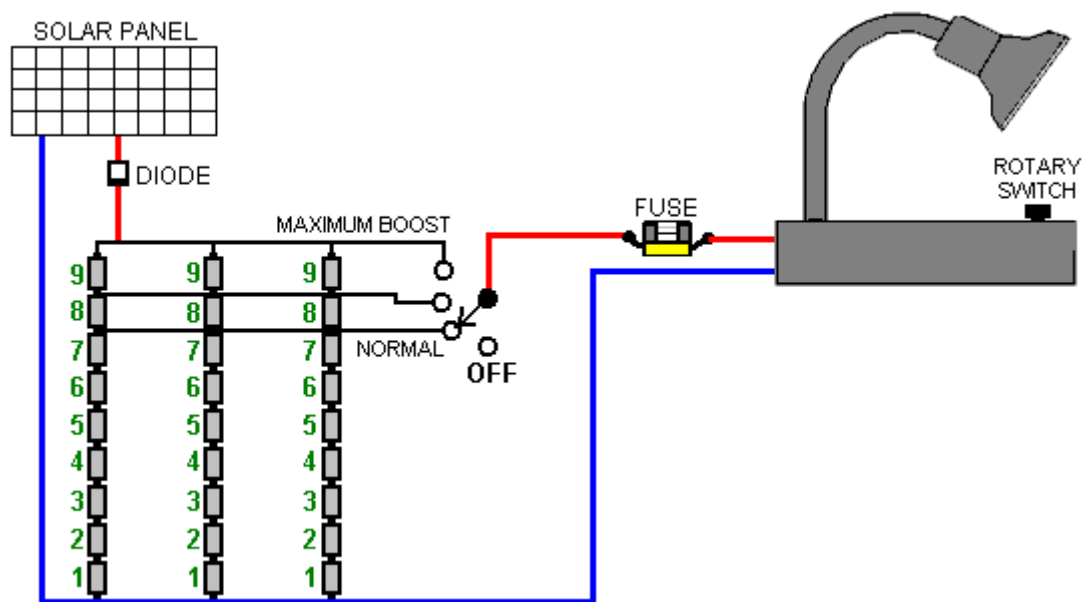 SOLAR PANEL
DIODE
MAXIMUM BOOST
FUSE
ROTARY
SWITCH
NORMAL
OFF
9 9 9
8 8 8
7 7 7
6 6 6
5 5 5
4 4 4
3 3 3
2 2 2
1 1 1